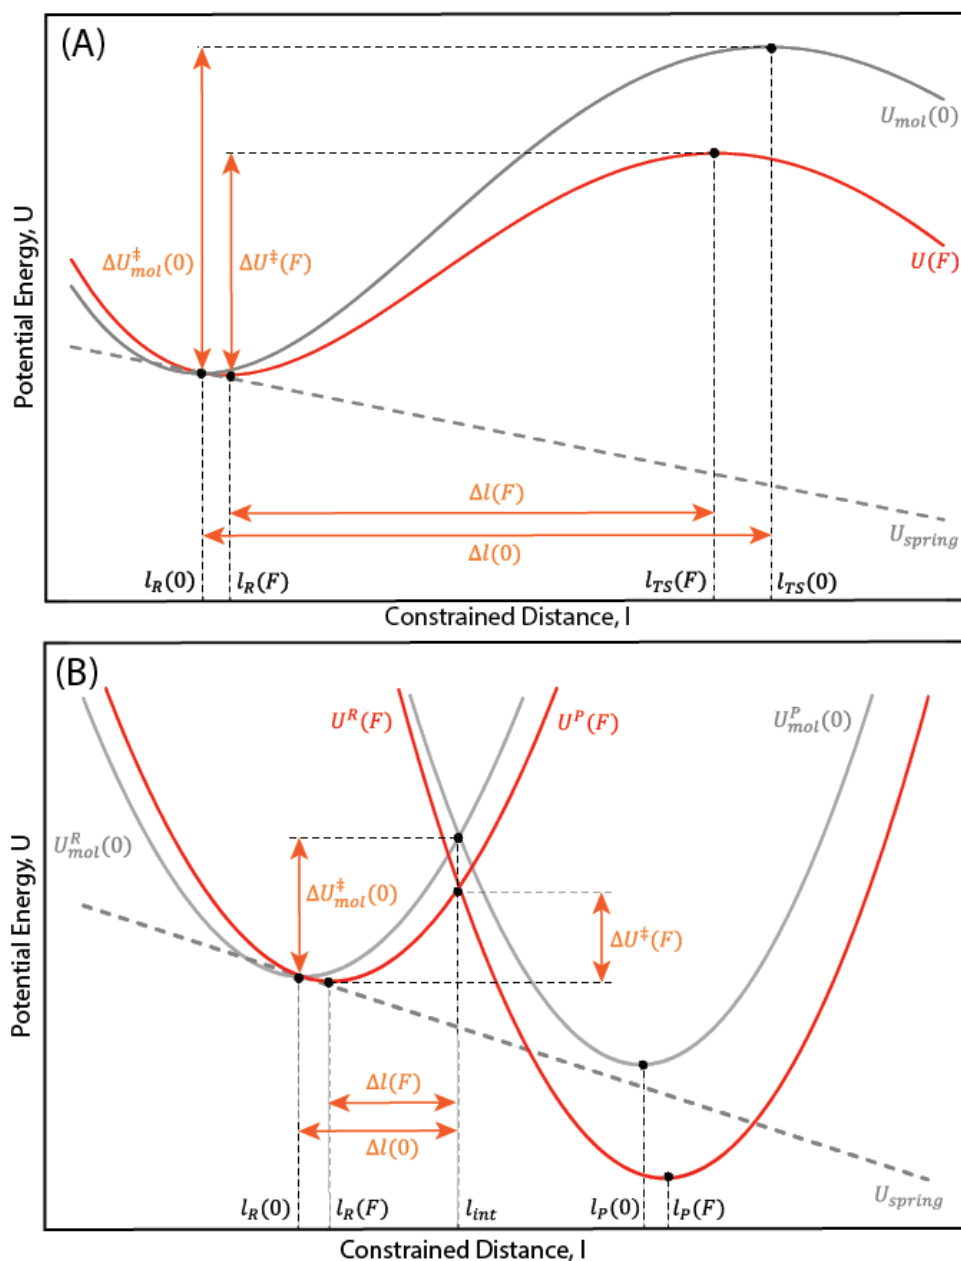 (A)
U_mol(0)
ΔU‡_mol(0)
ΔU‡(F)
U(F)
Potential Energy, U
Δl(F)
U_spring
Δl(0)
l_R(0)
l_R(F)
l_TS(F)
l_TS(0)
Constrained Distance, l
(B)
U^R(F)
U^P(F)
U^P_mol(0)
U^R_mol(0)
ΔU‡_mol(0)
ΔU‡(F)
Potential Energy, U
Δl(F)
Δl(0)
U_spring
l_R(0)
l_R(F)
l_int
l_P(0)
l_P(F)
Constrained Distance, l